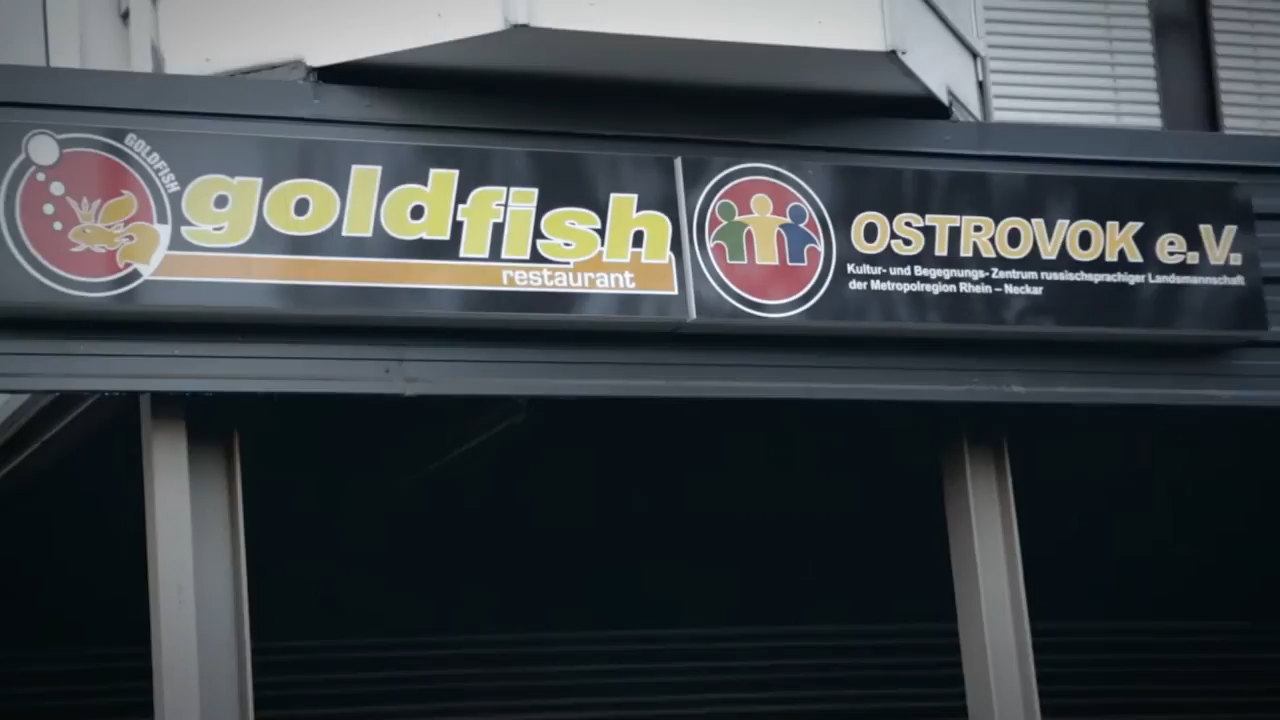 GOLDFISH
goldfish
restaurant
OSTROVOK e.V.
Kultur- und Begegnungs- Zentrum russischsprachiger Landsmannschaft
der Metropolregion Rhein – Neckar